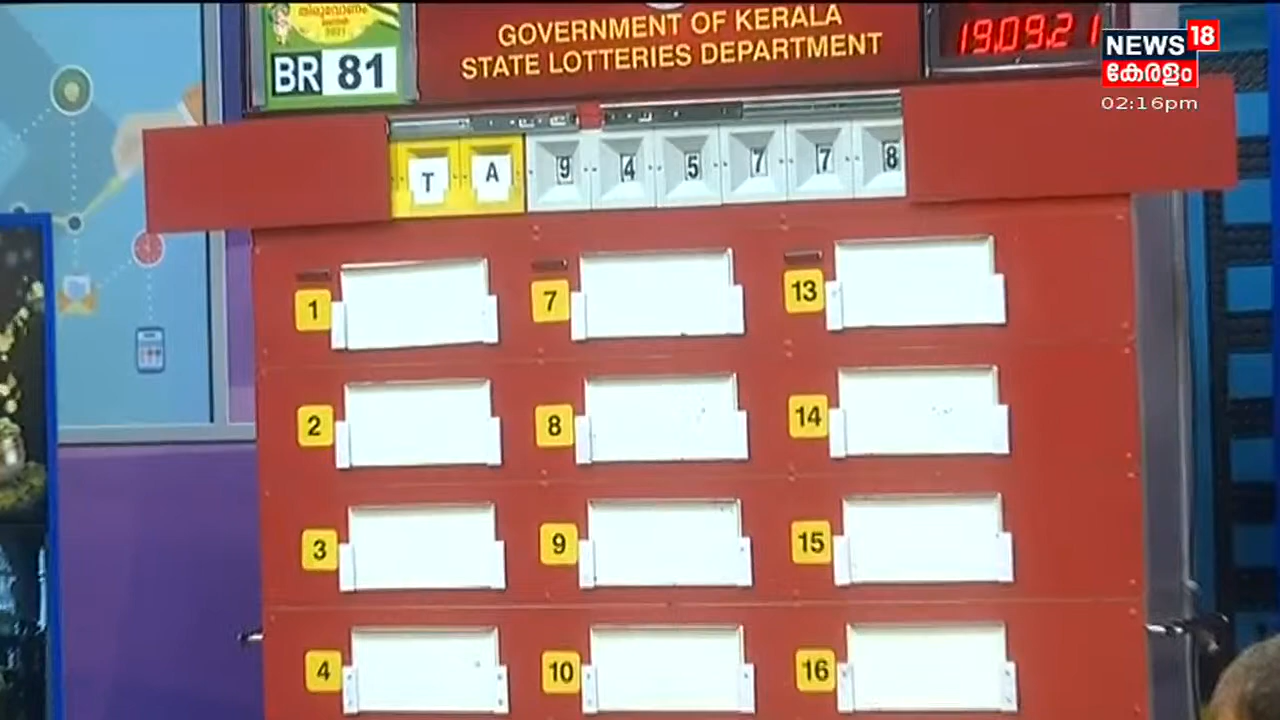 തിരുവോണം
2021
BR 81
GOVERNMENT OF KERALA
STATE LOTTERIES DEPARTMENT
19.09.21
NEWS 18
കേരളം
02:16pm
T A 9 4 5 7 7 8
1 7 13
2 8 14
3 9 15
4 10 16